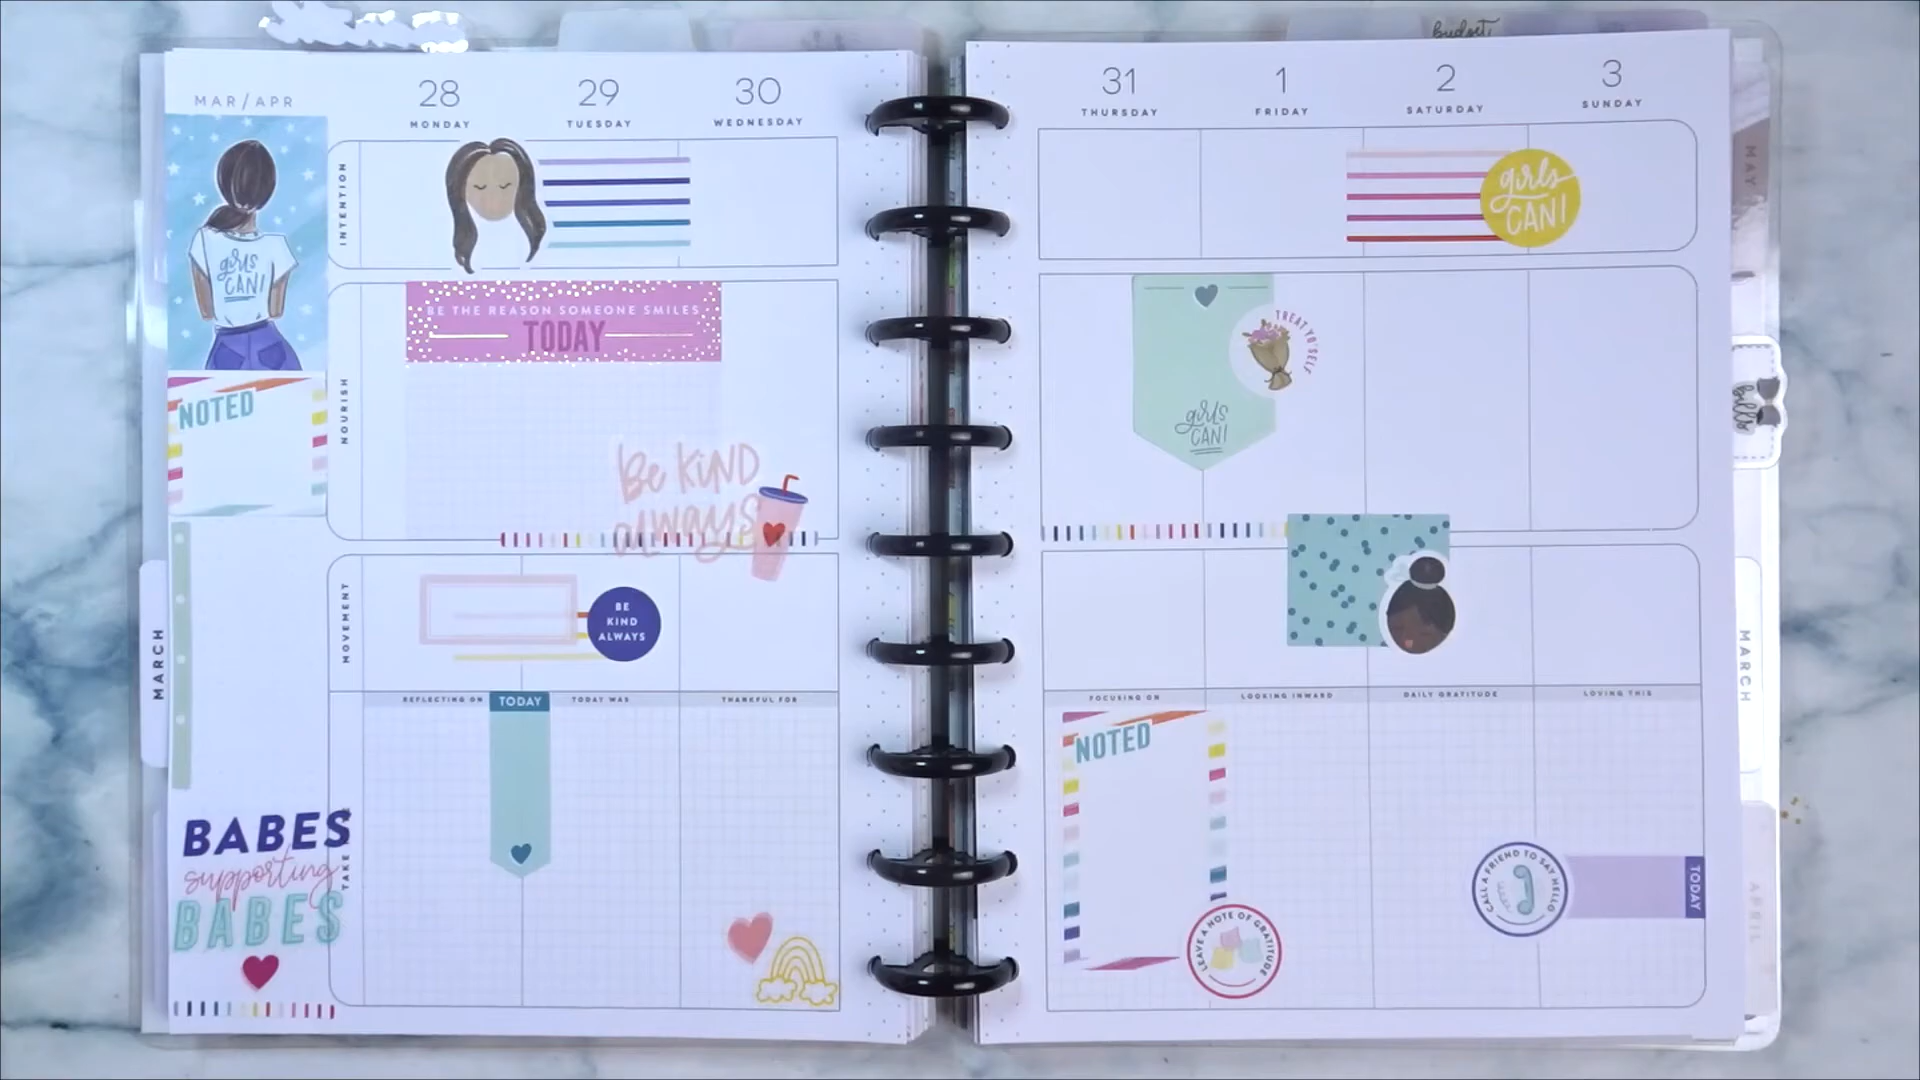 budget
MAR/APR
28
MONDAY
29
TUESDAY
30
WEDNESDAY
31
THURSDAY
1
FRIDAY
2
SATURDAY
3
SUNDAY
INTENTION
girls
CAN!
girls
CAN!
BE THE REASON SOMEONE SMILES
TODAY
NOURISH
NOTED
Be KiND
always
TREAT YO'SELF
girls
CAN!
MOVEMENT
BE
KIND
ALWAYS
REFLECTING ON
TODAY
TODAY WAS
THANKFUL FOR
FOCUSING ON
LOOKING INWARD
DAILY GRATITUDE
LOVING THIS
NOTED
BABES
supporting
BABES
TAKE
LEAVE A NOTE OF GRATITUDE
CALL A FRIEND TO SAY HELLO
TODAY
MARCH
MAY
bills
MARCH
APRIL